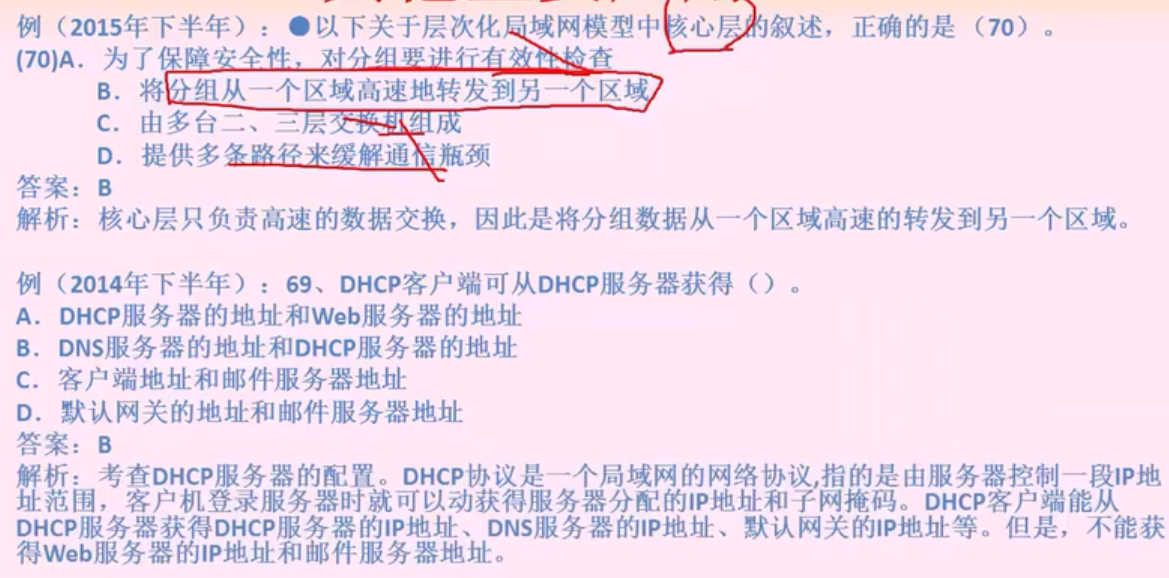 例（2015年下半年）：●以下关于层次化局域网模型中核心层的叙述，正确的是（70）。
(70)A．为了保障安全性，对分组要进行有效性检查
B．将分组从一个区域高速地转发到另一个区域
C．由多台二、三层交换机组成
D．提供多条路径来缓解通信瓶颈
答案：B
解析：核心层只负责高速的数据交换，因此是将分组数据从一个区域高速的转发到另一个区域。
例（2014年下半年）：69、DHCP客户端可从DHCP服务器获得（）。
A．DHCP服务器的地址和Web服务器的地址
B．DNS服务器的地址和DHCP服务器的地址
C．客户端地址和邮件服务器地址
D．默认网关的地址和邮件服务器地址
答案：B
解析：考查DHCP服务器的配置。DHCP协议是一个局域网的网络协议,指的是由服务器控制一段IP地
址范围，客户机登录服务器时就可以动获得服务器分配的IP地址和子网掩码。DHCP客户端能从
DHCP服务器获得DHCP服务器的IP地址、DNS服务器的IP地址、默认网关的IP地址等。但是，不能获
得Web服务器的IP地址和邮件服务器地址。